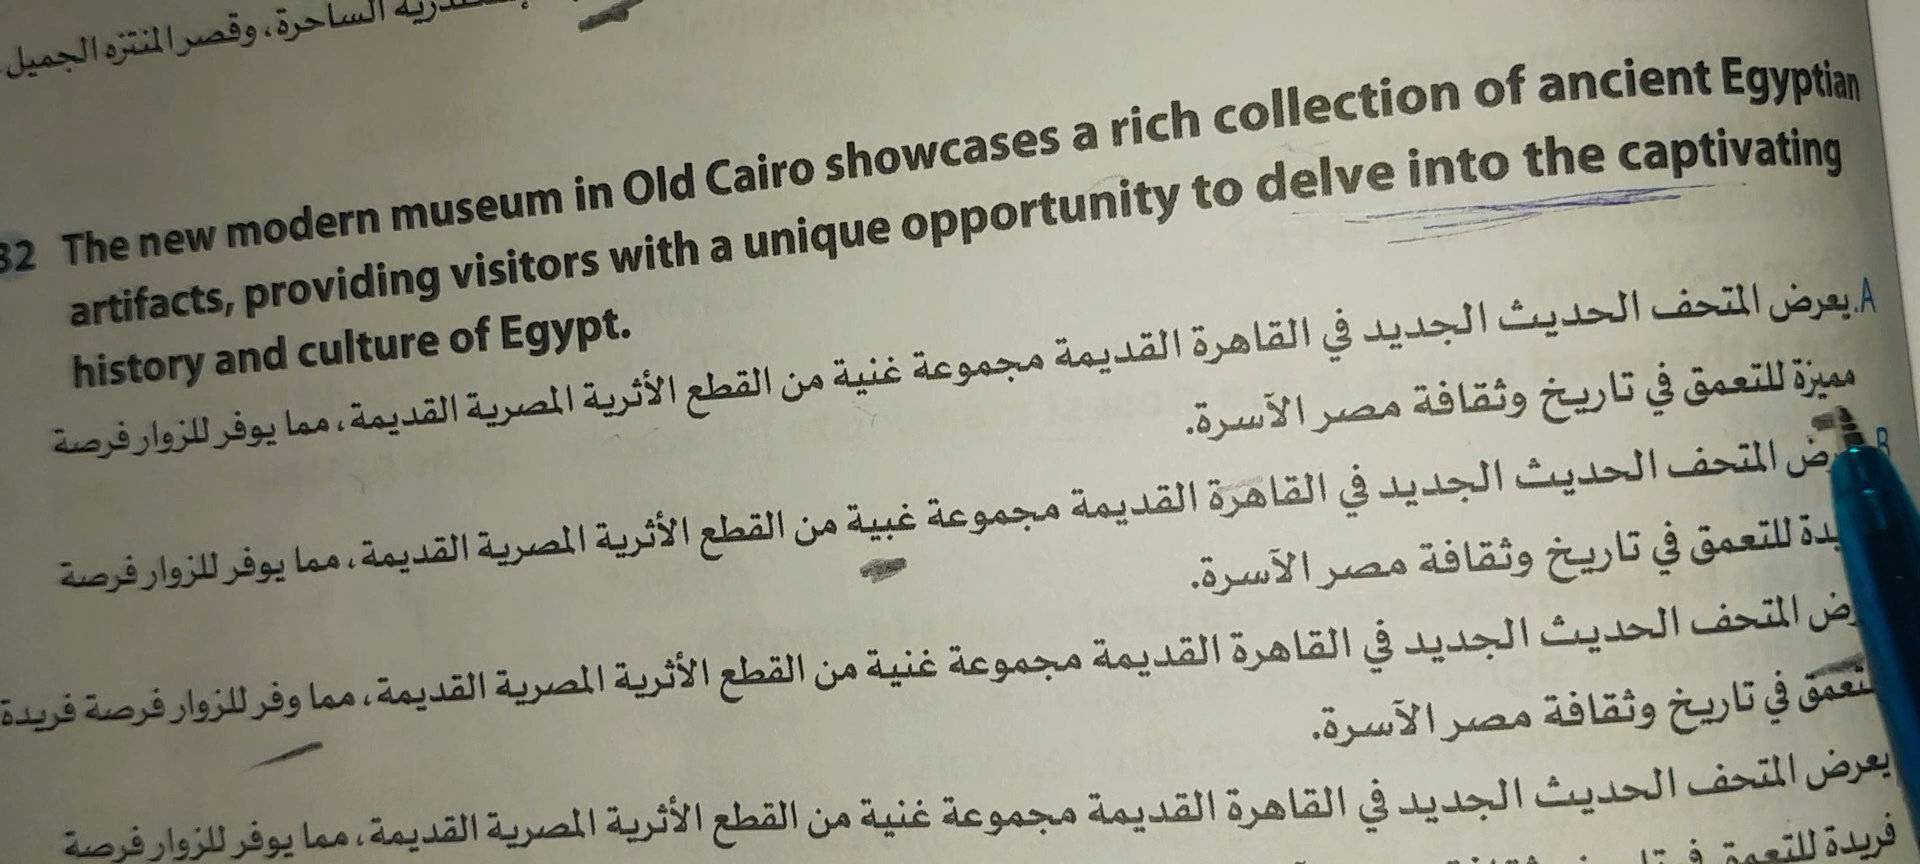 الساحرة، وقصر المنتزه الجميل.
32 The new modern museum in Old Cairo showcases a rich collection of ancient Egyptian
artifacts, providing visitors with a unique opportunity to delve into the captivating
history and culture of Egypt.
A. يعرض المتحف الحديث الجديد في القاهرة القديمة مجموعة غنية من القطع الأثرية المصرية القديمة، مما يوفر للزوار فرصة
مميزة للتعمق في تاريخ وثقافة مصر الآسرة.
B المتحف الحديث الجديد في القاهرة القديمة مجموعة غبية من القطع الأثرية المصرية القديمة، مما يوفر للزوار فرصة
للتعمق في تاريخ وثقافة مصر الآسرة.
المتحف الحديث الجديد في القاهرة القديمة مجموعة غنية من القطع الأثرية المصرية القديمة، مما وفر للزوار فرصة فريدة
في تاريخ وثقافة مصر الآسرة.
يعرض المتحف الحديث الجديد في القاهرة القديمة مجموعة غنية من القطع الأثرية المصرية القديمة، مما يوفر للزوار فرصة
فريدة للتعمق في